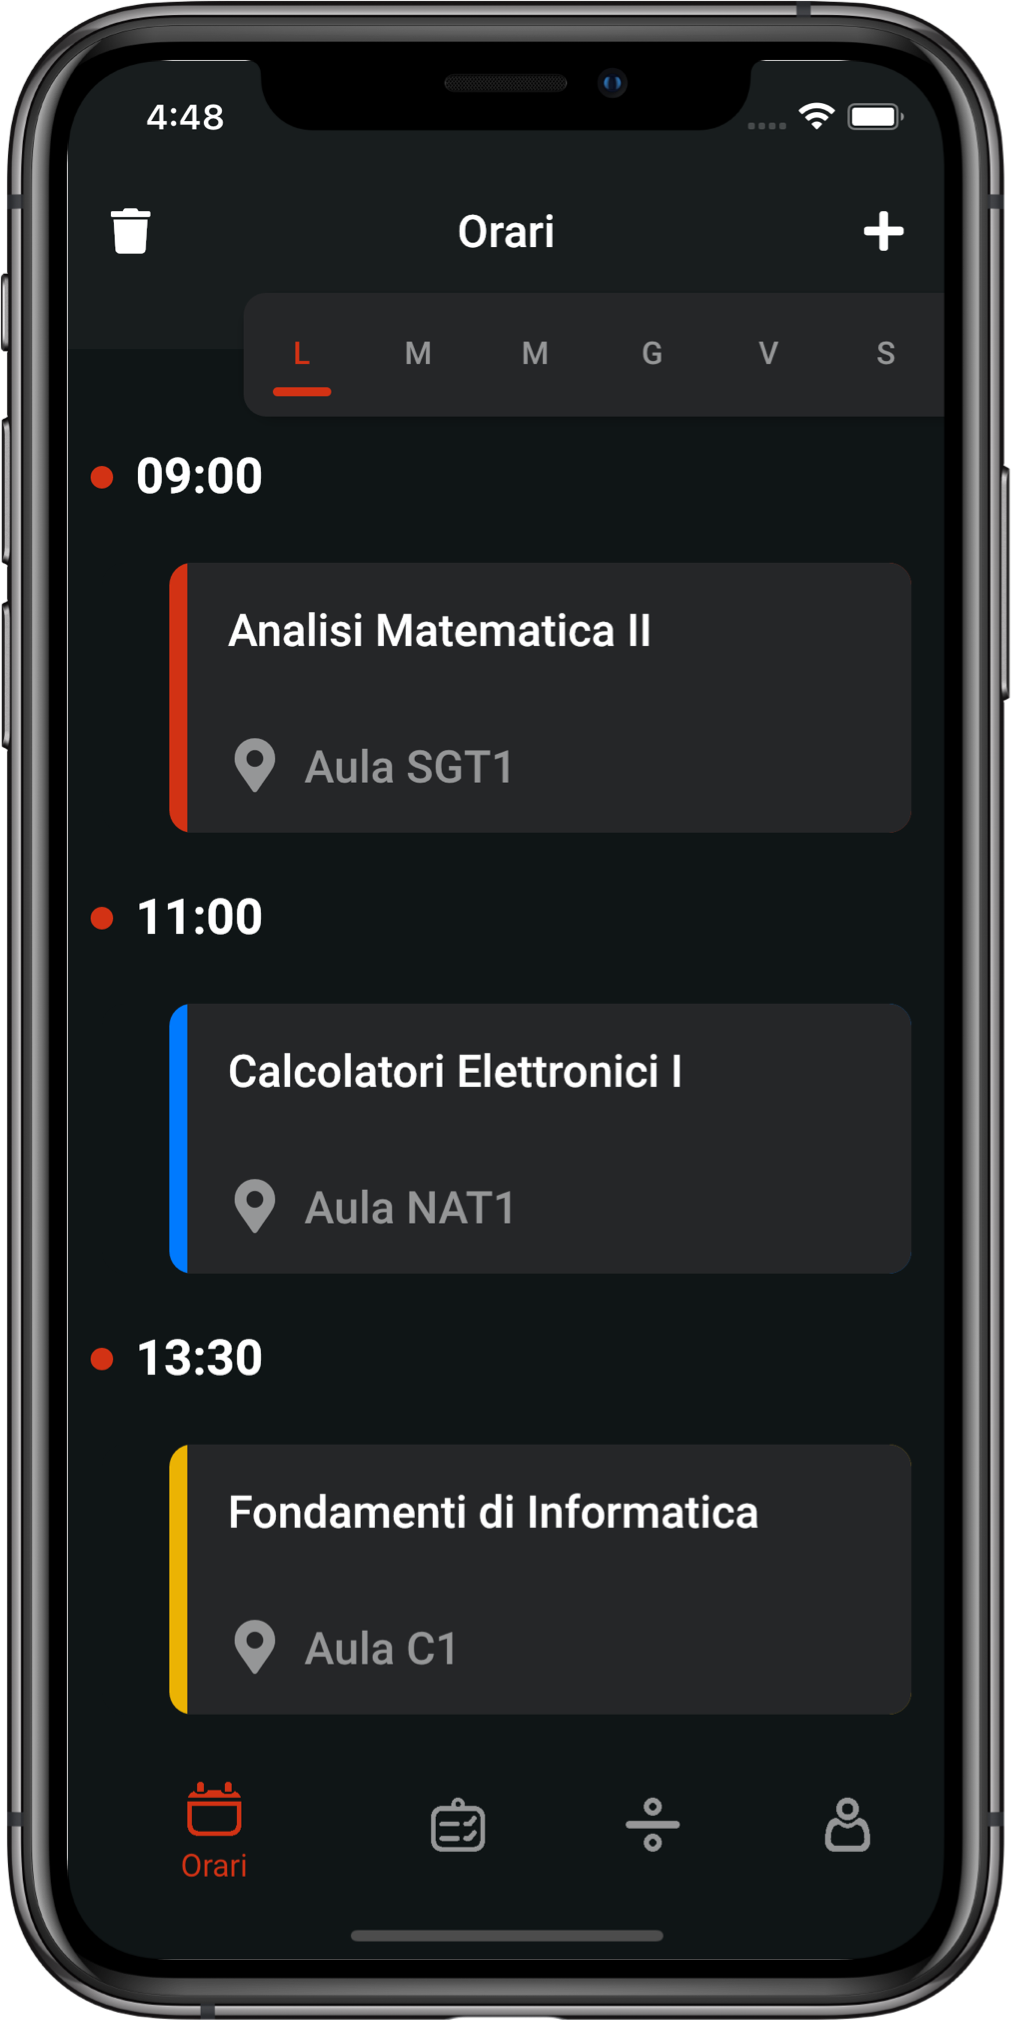 4:48
Orari
L M M G V S
09:00
Analisi Matematica II
Aula SGT1
11:00
Calcolatori Elettronici I
Aula NAT1
13:30
Fondamenti di Informatica
Aula C1
Orari